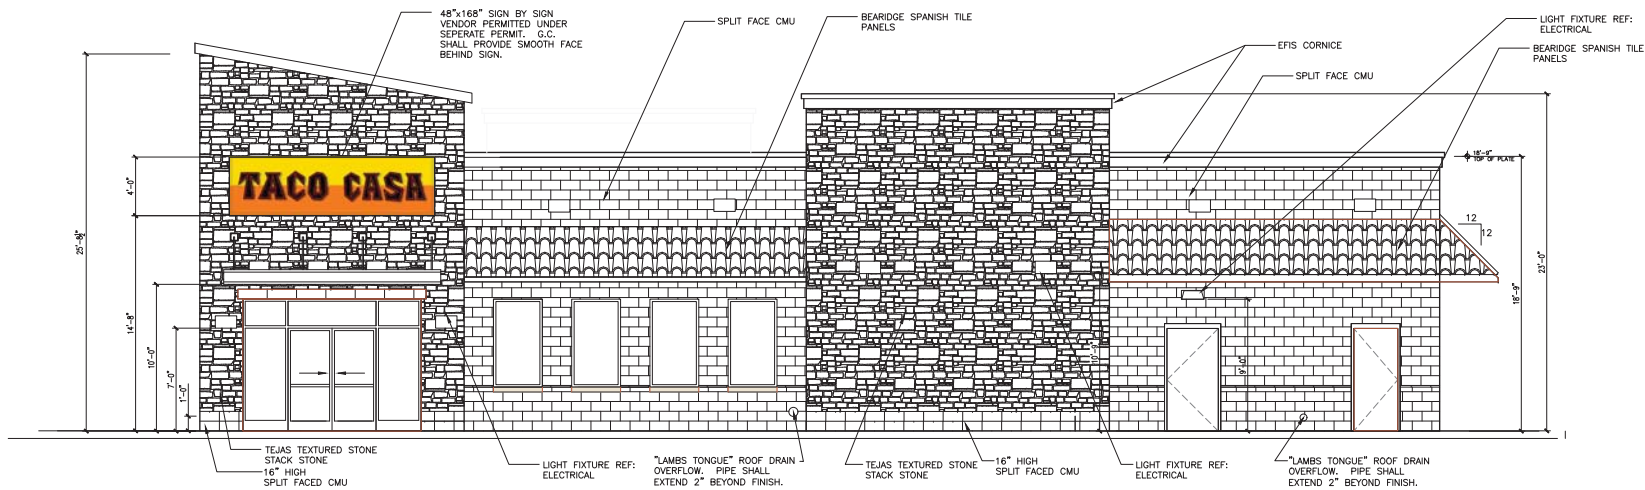 48"x168" SIGN BY SIGN
VENDOR PERMITTED UNDER
SEPERATE PERMIT. G.C.
SHALL PROVIDE SMOOTH FACE
BEHIND SIGN.
SPLIT FACE CMU
BEARIDGE SPANISH TILE
PANELS
EFIS CORNICE
SPLIT FACE CMU
LIGHT FIXTURE REF:
ELECTRICAL
BEARIDGE SPANISH TILE
PANELS
18'-9"
TOP OF PLATE
TACO CASA
4'-0"
25'-8½"
14'-8"
10'-0"
7'-0"
1'-0"
10'-9"
9'-0"
12
12
23'-0"
18'-9"
TEJAS TEXTURED STONE
STACK STONE
16" HIGH
SPLIT FACED CMU
LIGHT FIXTURE REF:
ELECTRICAL
"LAMBS TONGUE" ROOF DRAIN
OVERFLOW. PIPE SHALL
EXTEND 2" BEYOND FINISH.
TEJAS TEXTURED STONE
STACK STONE
16" HIGH
SPLIT FACED CMU
LIGHT FIXTURE REF:
ELECTRICAL
"LAMBS TONGUE" ROOF DRAIN
OVERFLOW. PIPE SHALL
EXTEND 2" BEYOND FINISH.